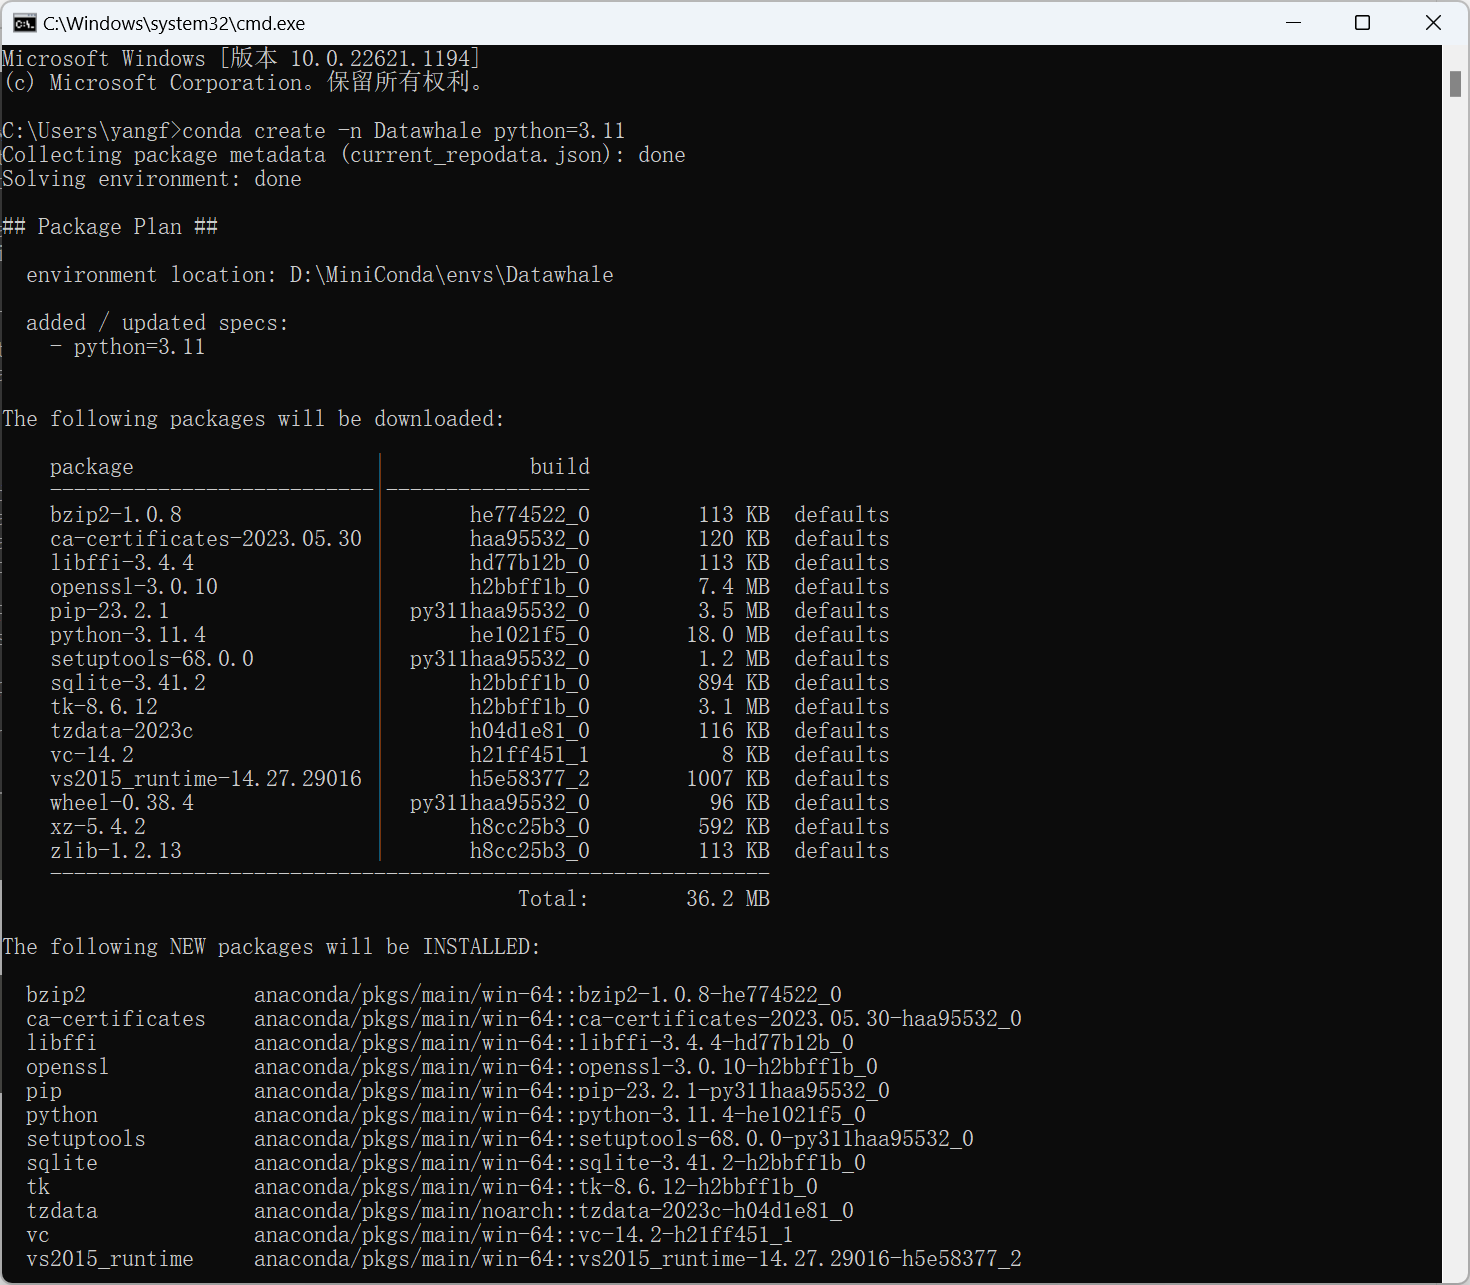 C:\Windows\system32\cmd.exe
Microsoft Windows [版本 10.0.22621.1194]
(c) Microsoft Corporation。保留所有权利。
C:\Users\yangf>conda create -n Datawhale python=3.11
Collecting package metadata (current_repodata.json): done
Solving environment: done
## Package Plan ##
environment location: D:\MiniConda\envs\Datawhale
added / updated specs:
- python=3.11
The following packages will be downloaded:
package | build
---------------------------|-----------------
bzip2-1.0.8 | he774522_0 113 KB defaults
ca-certificates-2023.05.30 | haa95532_0 120 KB defaults
libffi-3.4.4 | hd77b12b_0 113 KB defaults
openssl-3.0.10 | h2bbff1b_0 7.4 MB defaults
pip-23.2.1 | py311haa95532_0 3.5 MB defaults
python-3.11.4 | he1021f5_0 18.0 MB defaults
setuptools-68.0.0 | py311haa95532_0 1.2 MB defaults
sqlite-3.41.2 | h2bbff1b_0 894 KB defaults
tk-8.6.12 | h2bbff1b_0 3.1 MB defaults
tzdata-2023c | h04d1e81_0 116 KB defaults
vc-14.2 | h21ff451_1 8 KB defaults
vs2015_runtime-14.27.29016 | h5e58377_2 1007 KB defaults
wheel-0.38.4 | py311haa95532_0 96 KB defaults
xz-5.4.2 | h8cc25b3_0 592 KB defaults
zlib-1.2.13 | h8cc25b3_0 113 KB defaults
------------------------------------------------------------
Total: 36.2 MB
The following NEW packages will be INSTALLED:
bzip2 anaconda/pkgs/main/win-64::bzip2-1.0.8-he774522_0
ca-certificates anaconda/pkgs/main/win-64::ca-certificates-2023.05.30-haa95532_0
libffi anaconda/pkgs/main/win-64::libffi-3.4.4-hd77b12b_0
openssl anaconda/pkgs/main/win-64::openssl-3.0.10-h2bbff1b_0
pip anaconda/pkgs/main/win-64::pip-23.2.1-py311haa95532_0
python anaconda/pkgs/main/win-64::python-3.11.4-he1021f5_0
setuptools anaconda/pkgs/main/win-64::setuptools-68.0.0-py311haa95532_0
sqlite anaconda/pkgs/main/win-64::sqlite-3.41.2-h2bbff1b_0
tk anaconda/pkgs/main/win-64::tk-8.6.12-h2bbff1b_0
tzdata anaconda/pkgs/main/noarch::tzdata-2023c-h04d1e81_0
vc anaconda/pkgs/main/win-64::vc-14.2-h21ff451_1
vs2015_runtime anaconda/pkgs/main/win-64::vs2015_runtime-14.27.29016-h5e58377_2